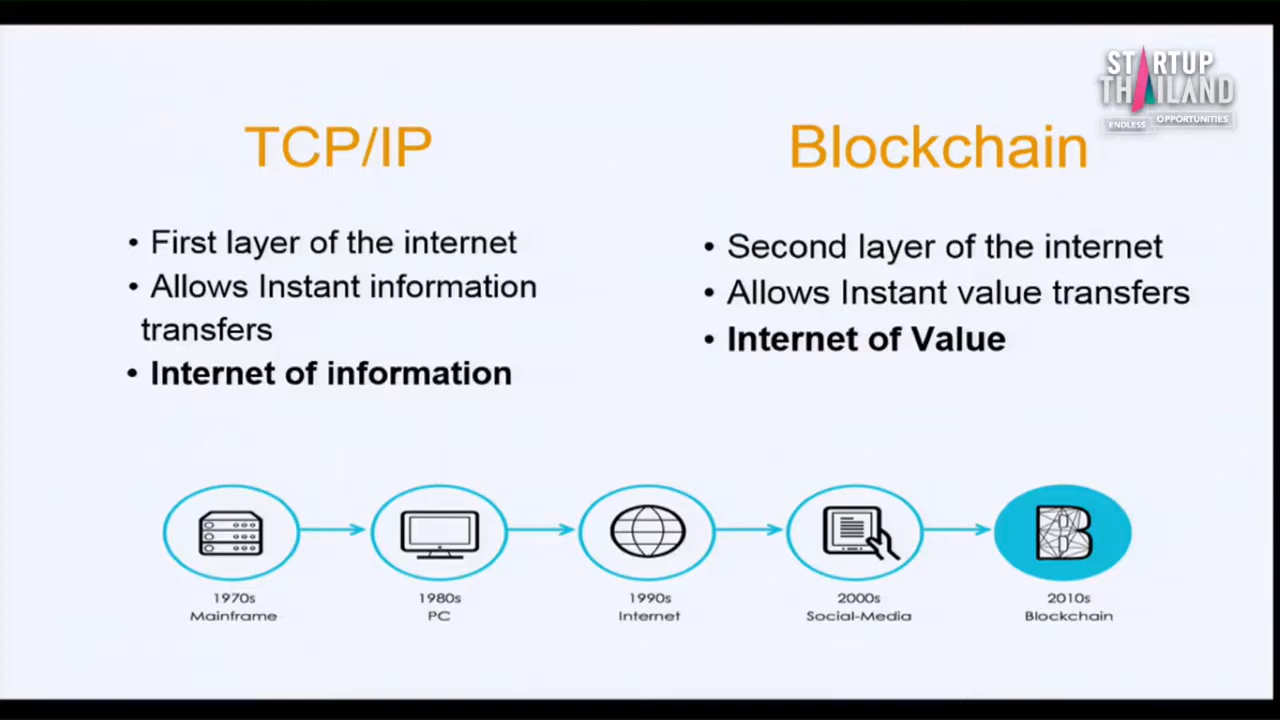 STARTUP
THAILAND
ENDLESS OPPORTUNITIES
TCP/IP
• First layer of the internet
• Allows Instant information
transfers
• Internet of information
Blockchain
• Second layer of the internet
• Allows Instant value transfers
• Internet of Value
1970s
Mainframe
1980s
PC
1990s
Internet
2000s
Social-Media
2010s
Blockchain